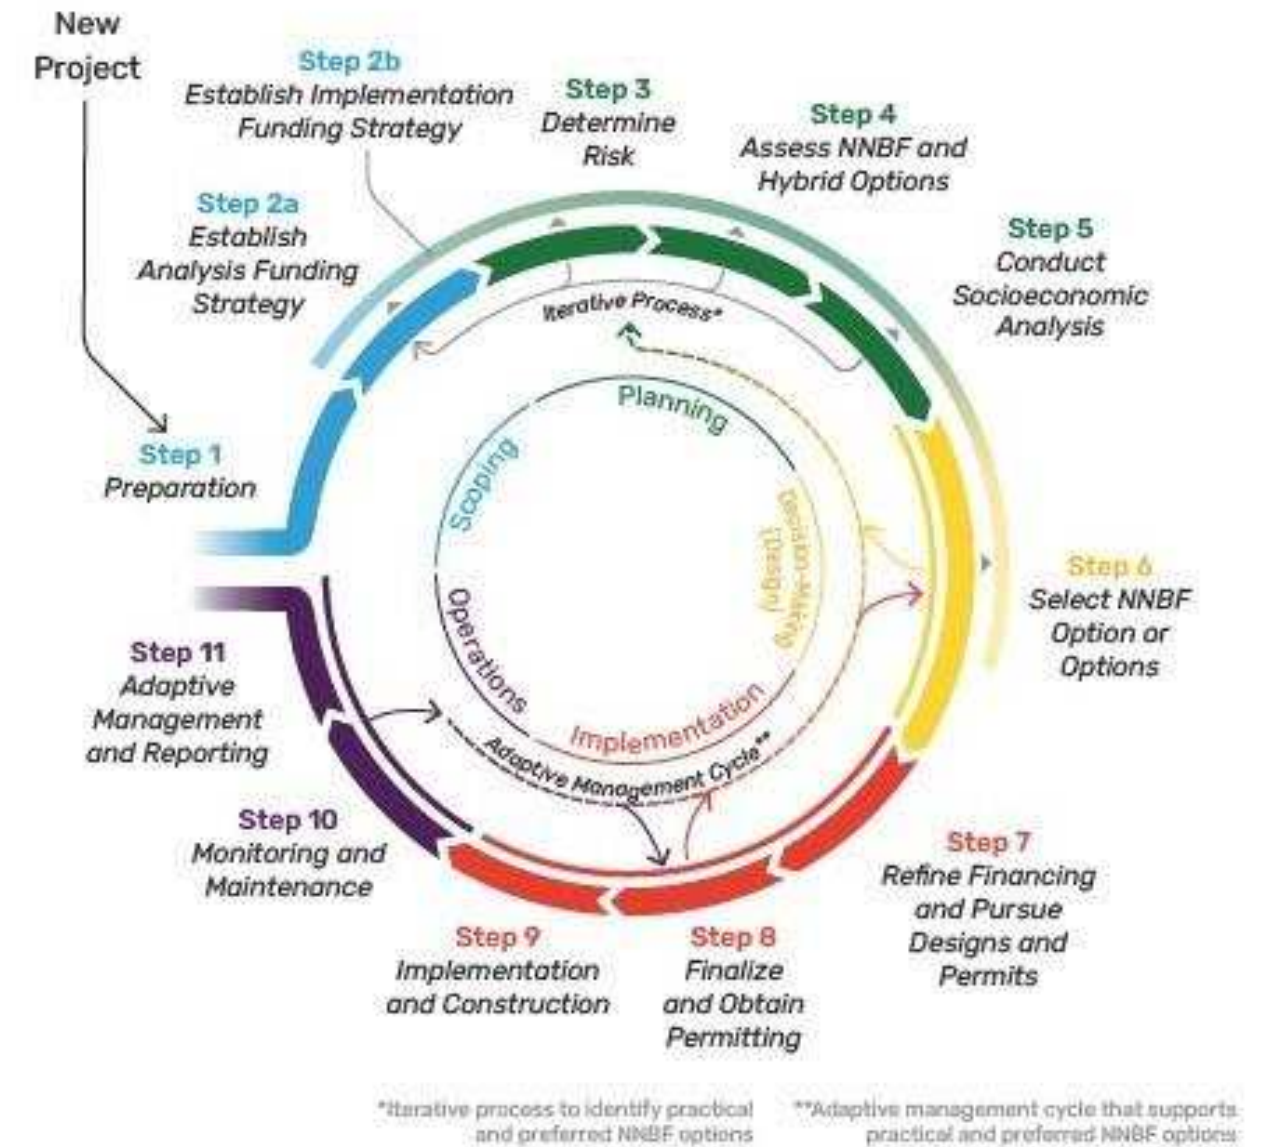 New
Project
Step 2b
Establish Implementation
Funding Strategy
Step 3
Determine
Risk
Step 4
Assess NNBF and
Hybrid Options
Step 2a
Establish
Analysis Funding
Strategy
Step 5
Conduct
Socioeconomic
Analysis
Iterative Process*
Planning
Step 1
Preparation
Scoping
Decision-Making
(Design)
Step 6
Select NNBF
Option or
Options
Operations
Implementation
Adaptive Management Cycle**
Step 11
Adaptive
Management
and Reporting
Step 10
Monitoring and
Maintenance
Step 7
Refine Financing
and Pursue
Designs and
Permits
Step 9
Implementation
and Construction
Step 8
Finalize
and Obtain
Permitting
*Iterative process to identify practical
and preferred NNBF options
**Adaptive management cycle that supports
practical and preferred NNBF options